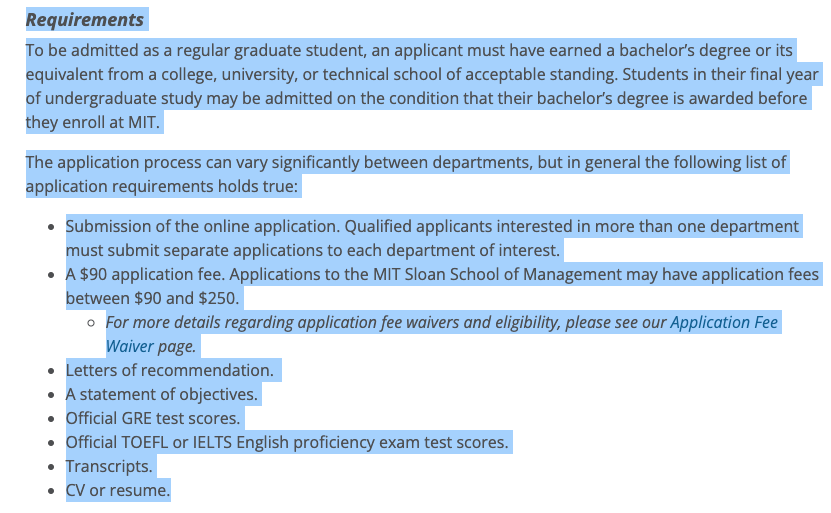 Requirements
To be admitted as a regular graduate student, an applicant must have earned a bachelor’s degree or its
equivalent from a college, university, or technical school of acceptable standing. Students in their final year
of undergraduate study may be admitted on the condition that their bachelor’s degree is awarded before
they enroll at MIT.
The application process can vary significantly between departments, but in general the following list of
application requirements holds true:
• Submission of the online application. Qualified applicants interested in more than one department
must submit separate applications to each department of interest.
• A $90 application fee. Applications to the MIT Sloan School of Management may have application fees
between $90 and $250.
◦ For more details regarding application fee waivers and eligibility, please see our Application Fee
Waiver page.
• Letters of recommendation.
• A statement of objectives.
• Official GRE test scores.
• Official TOEFL or IELTS English proficiency exam test scores.
• Transcripts.
• CV or resume.